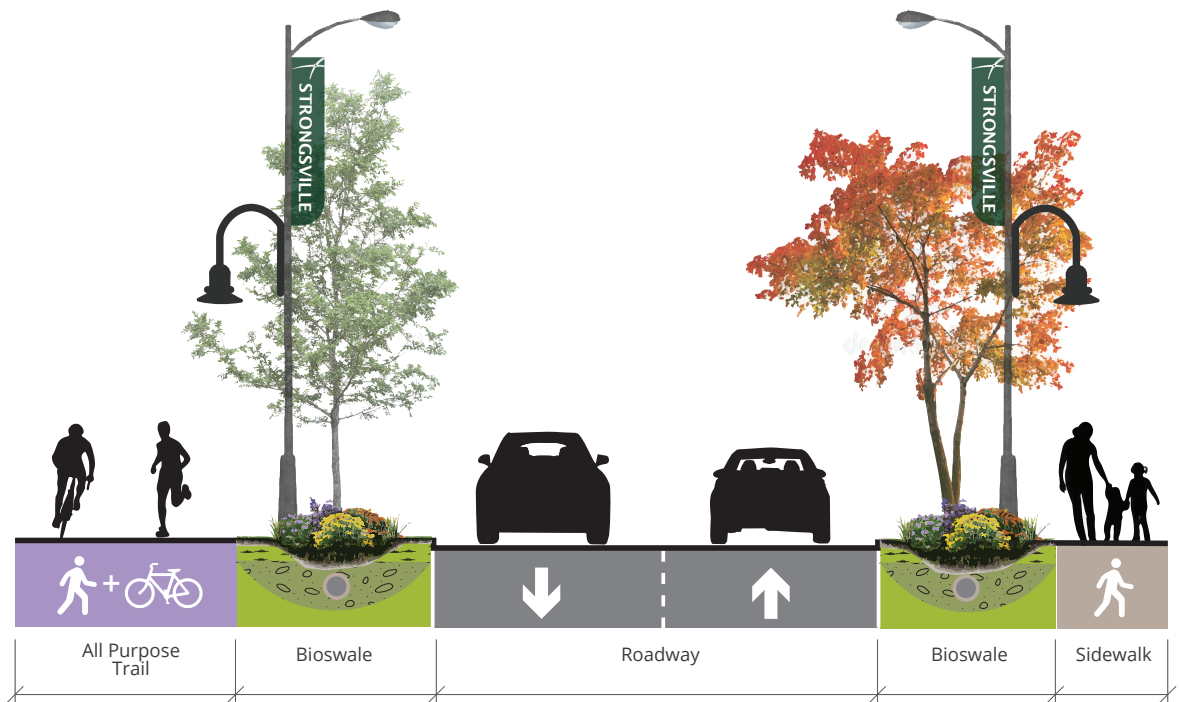 STRONGSVILLE
STRONGSVILLE
+
All Purpose
Trail
Bioswale
Roadway
Bioswale
Sidewalk